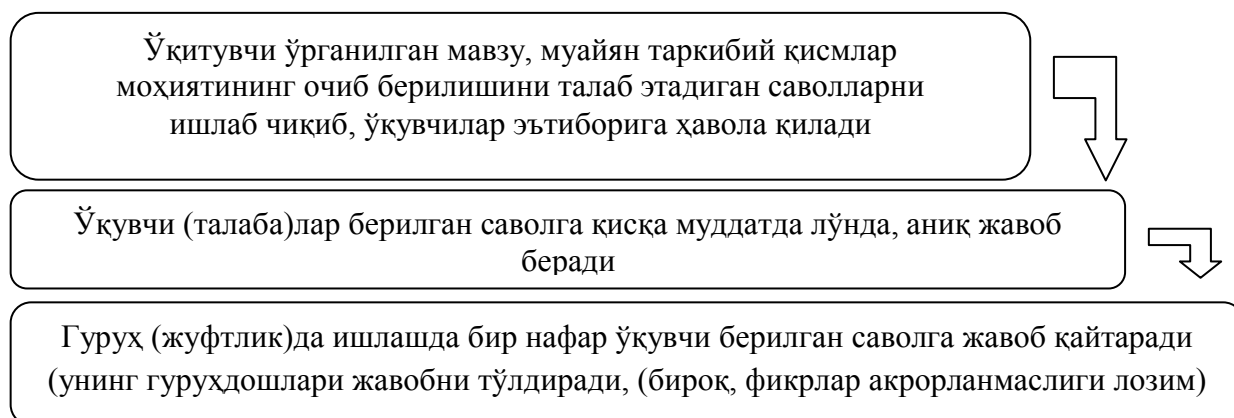 Ўқитувчи ўрганилган мавзу, муайян таркибий қисмлар
моҳиятининг очиб берилишини талаб этадиган саволларни
ишлаб чиқиб, ўқувчилар эътиборига ҳавола қилади
Ўқувчи (талаба)лар берилган саволга қисқа муддатда лўнда, аниқ жавоб
беради
Гуруҳ (жуфтлик)да ишлашда бир нафар ўқувчи берилган саволга жавоб қайтаради
(унинг гуруҳдошлари жавобни тўлдиради, (бироқ, фикрлар акрорланмаслиги лозим)